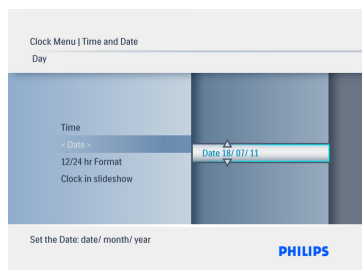 Clock Menu | Time and Date
Day
Time
< Date >
12/24 hr Format
Clock in slideshow
Date 18/ 07/ 11
Set the Date: date/ month/ year
PHILIPS